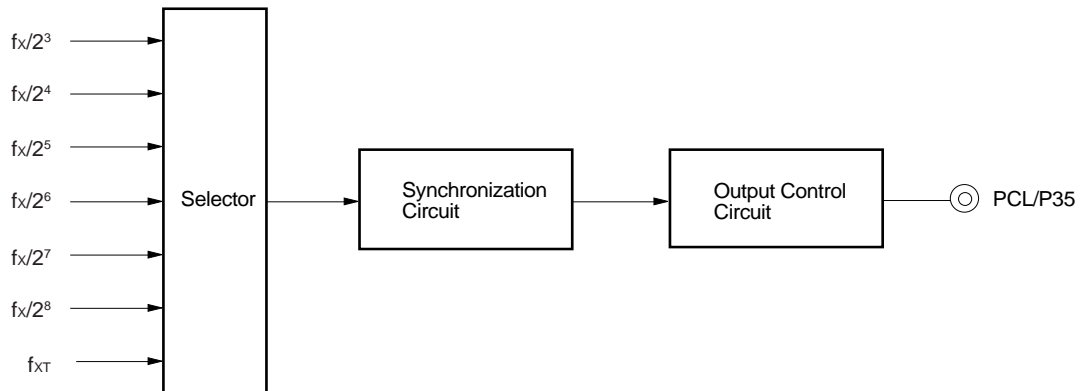 fX/2³
fX/2⁴
fX/2⁵
fX/2⁶
fX/2⁷
fX/2⁸
fXT
Selector
Synchronization
Circuit
Output Control
Circuit
PCL/P35